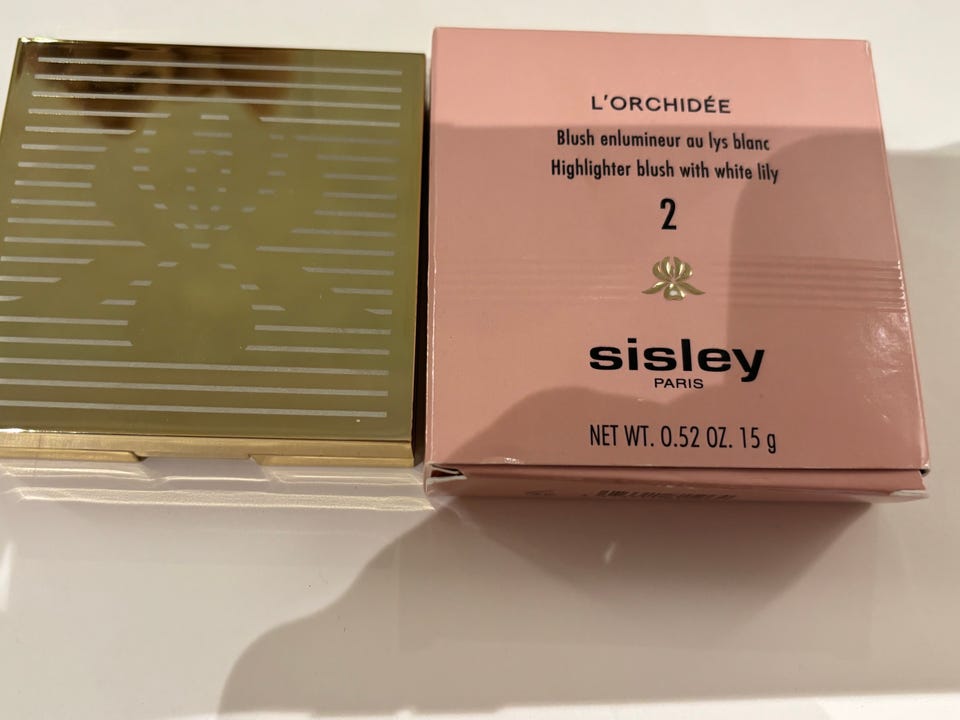 L'ORCHIDÉE
Blush enlumineur au lys blanc
Highlighter blush with white lily
2
sisley
PARIS
NET WT. 0.52 OZ. 15 g